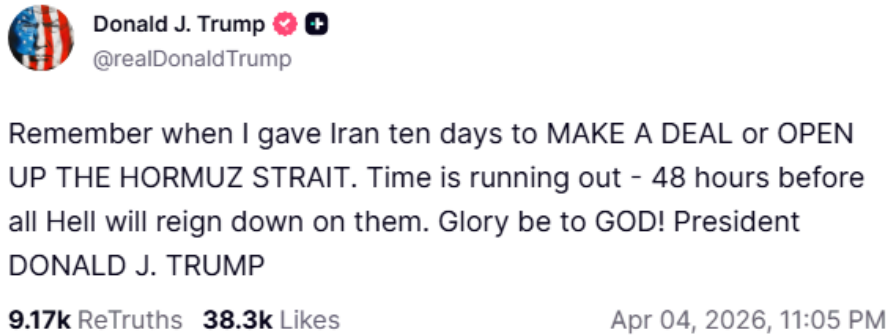 Donald J. Trump
@realDonaldTrump
Remember when I gave Iran ten days to MAKE A DEAL or OPEN
UP THE HORMUZ STRAIT. Time is running out - 48 hours before
all Hell will reign down on them. Glory be to GOD! President
DONALD J. TRUMP
9.17k ReTruths 38.3k Likes Apr 04, 2026, 11:05 PM